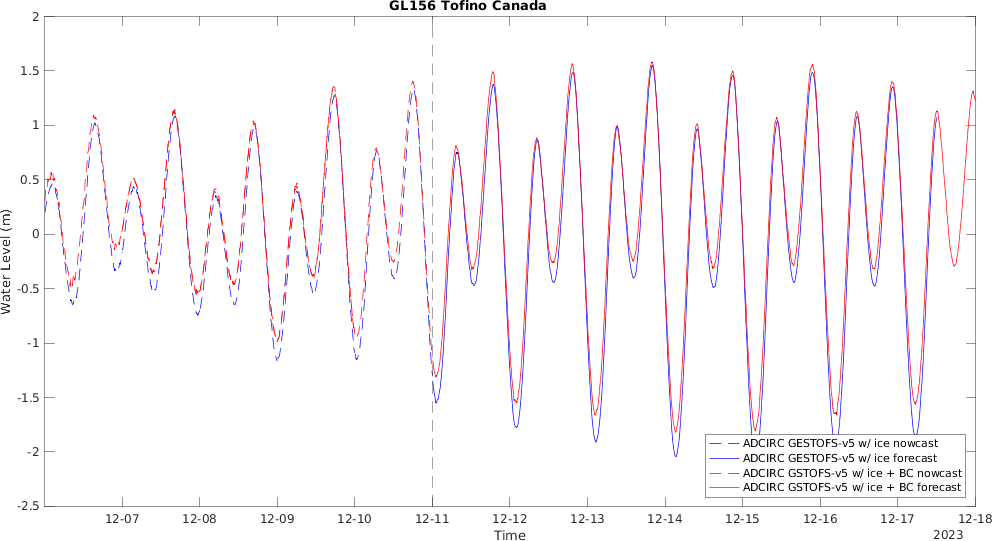 GL156 Tofino Canada
2
1.5
1
0.5
0
-0.5
-1
-1.5
-2
-2.5
Water Level (m)
ADCIRC GESTOFS-v5 w/ ice nowcast
ADCIRC GESTOFS-v5 w/ ice forecast
ADCIRC GSTOFS-v5 w/ ice + BC nowcast
ADCIRC GSTOFS-v5 w/ ice + BC forecast
12-07 12-08 12-09 12-10 12-11 12-12 12-13 12-14 12-15 12-16 12-17 12-18
Time
2023